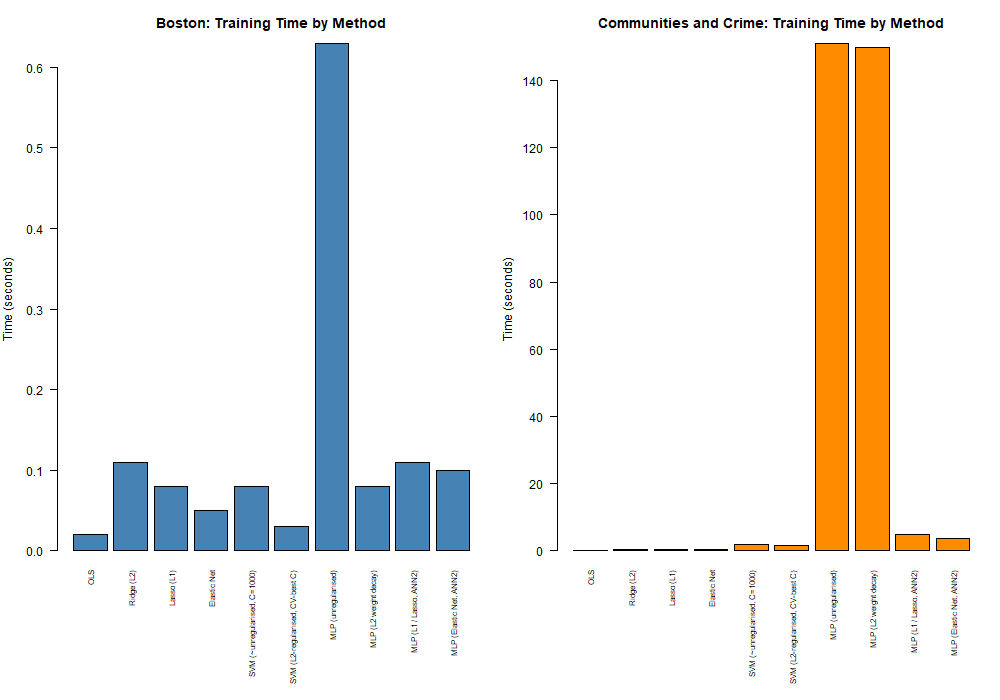 Boston: Training Time by Method
Time (seconds)
0.6
0.5
0.4
0.3
0.2
0.1
0.0
OLS
Ridge (L2)
Lasso (L1)
Elastic Net
SVM (~unregularised, C=1000)
SVM (L2-regularised, CV-best C)
MLP (unregularised)
MLP (L2 weight decay)
MLP (L1 / Lasso, ANN2)
MLP (Elastic Net, ANN2)
Communities and Crime: Training Time by Method
Time (seconds)
140
120
100
80
60
40
20
0
OLS
Ridge (L2)
Lasso (L1)
Elastic Net
SVM (~unregularised, C=1000)
SVM (L2-regularised, CV-best C)
MLP (unregularised)
MLP (L2 weight decay)
MLP (L1 / Lasso, ANN2)
MLP (Elastic Net, ANN2)